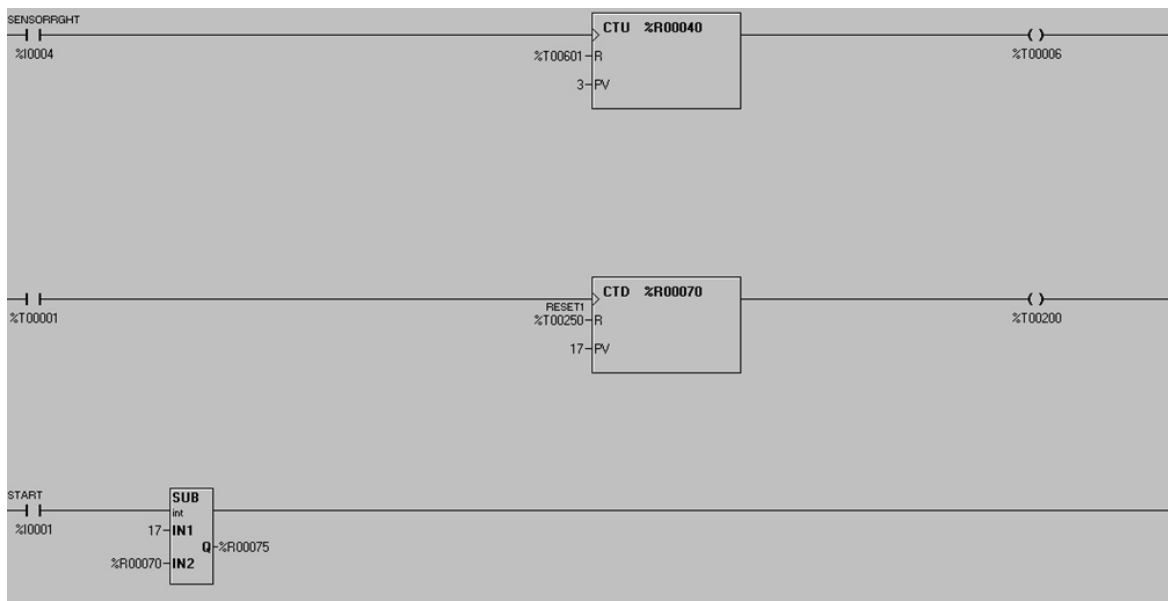 SENSORRGHT
%I0004
CTU %R00040
%T00601 R
3 PV
%T00006
%T00001
CTD %R00070
RESET1
%T00250 R
17 PV
%T00200
START
%I0001
SUB
int
17 IN1
Q %R00075
%R00070 IN2